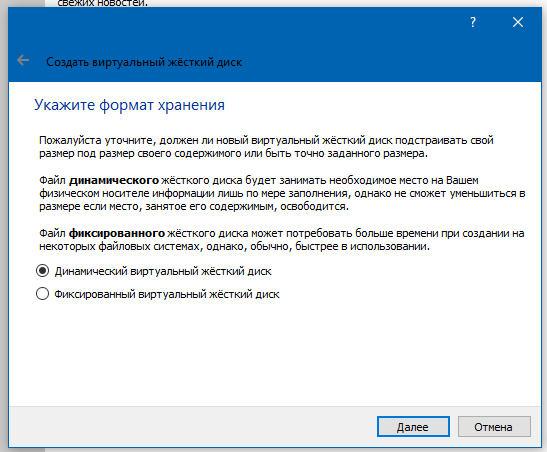 свежих новостей.
?
Создать виртуальный жёсткий диск
Укажите формат хранения
Пожалуйста уточните, должен ли новый виртуальный жёсткий диск подстраивать свой
размер под размер своего содержимого или быть точно заданного размера.
Файл динамического жёсткого диска будет занимать необходимое место на Вашем
физическом носителе информации лишь по мере заполнения, однако не сможет уменьшиться в
размере если место, занятое его содержимым, освободится.
Файл фиксированного жёсткого диска может потребовать больше времени при создании на
некоторых файловых системах, однако, обычно, быстрее в использовании.
Динамический виртуальный жёсткий диск
Фиксированный виртуальный жёсткий диск
Далее
Отмена